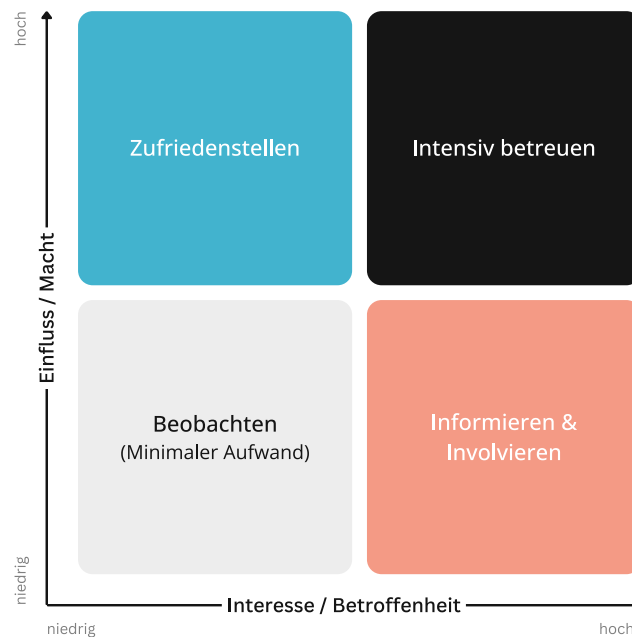 hoch
Zufriedenstellen
Intensiv betreuen
Einfluss / Macht
Beobachten
(Minimaler Aufwand)
Informieren &
Involvieren
niedrig
Interesse / Betroffenheit
niedrig
hoch